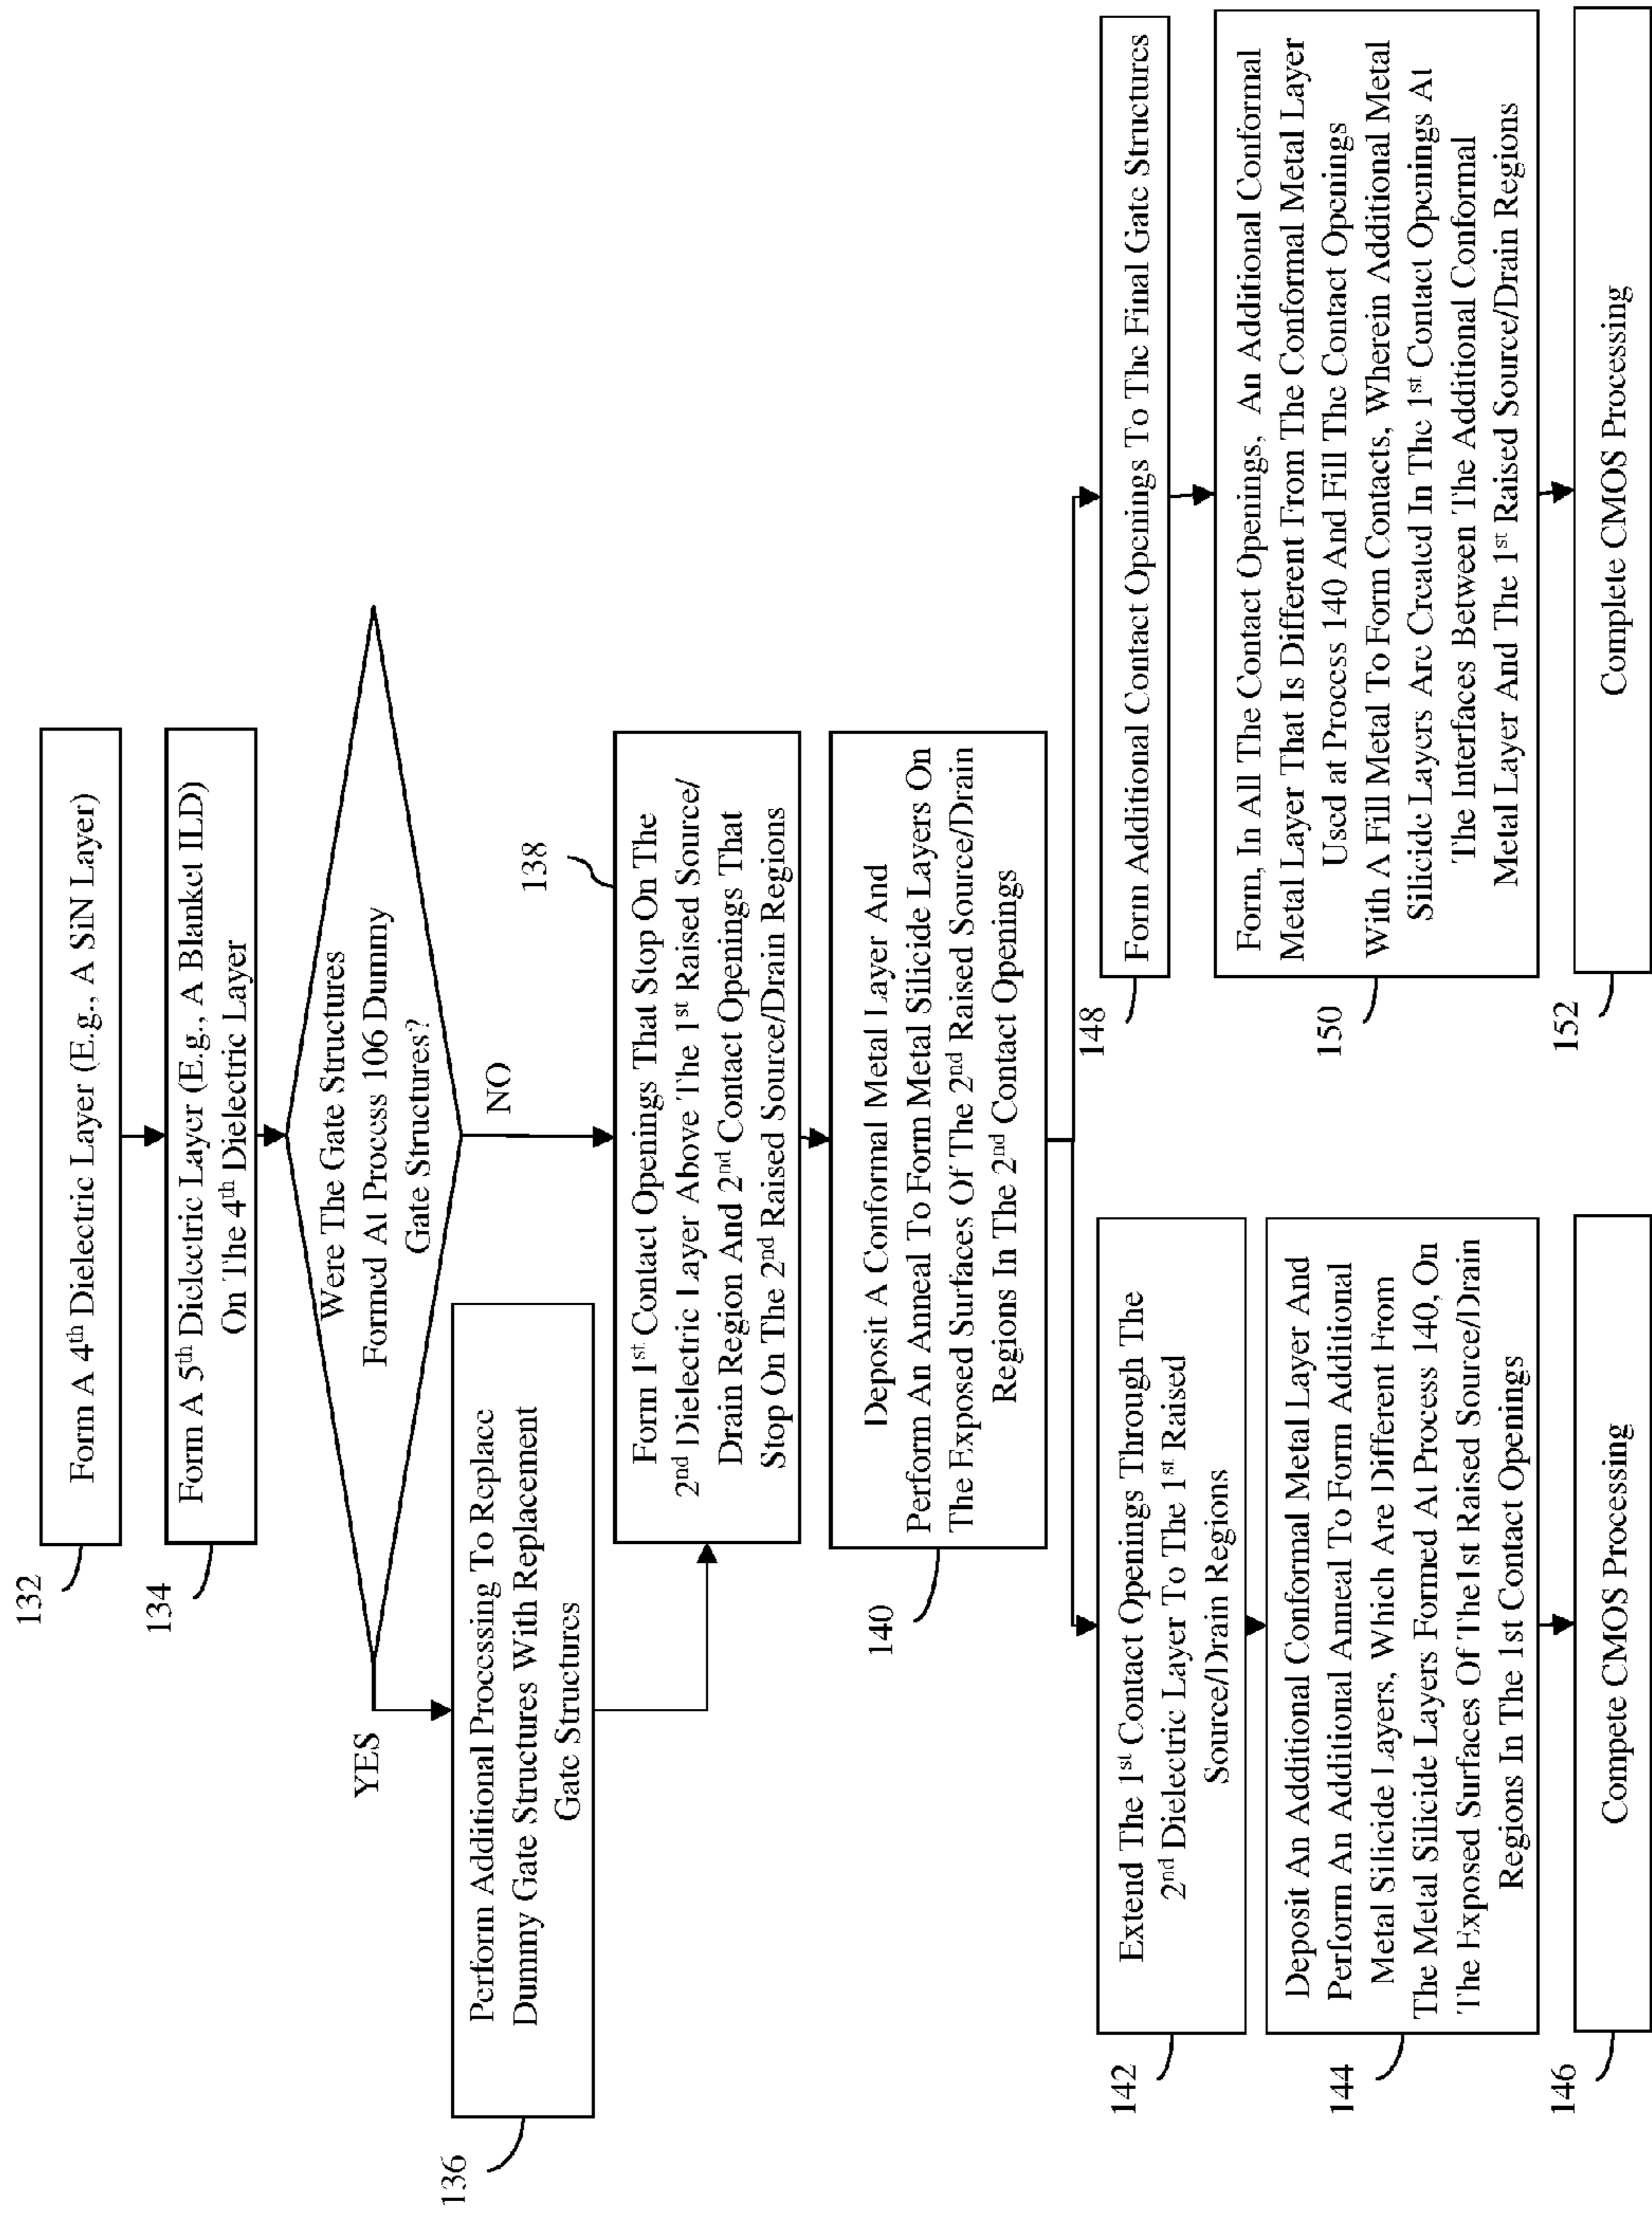 132
Form A 4th Dielectric Layer (E.g., A SiN Layer)
134
Form A 5th Dielectric Layer (E.g., A Blanket ILD)
On The 4th Dielectric Layer
Were The Gate Structures
Formed At Process 106 Dummy
Gate Structures?
YES
NO
136
Perform Additional Processing To Replace
Dummy Gate Structures With Replacement
Gate Structures
138
Form 1st Contact Openings That Stop On The
2nd Dielectric Layer Above The 1st Raised Source/
Drain Region And 2nd Contact Openings That
Stop On The 2nd Raised Source/Drain Regions
140
Deposit A Conformal Metal Layer And
Perform An Anneal To Form Metal Silicide Layers On
The Exposed Surfaces Of The 2nd Raised Source/Drain
Regions In The 2nd Contact Openings
142
Extend The 1st Contact Openings Through The
2nd Dielectric Layer To The 1st Raised
Source/Drain Regions
144
Deposit An Additional Conformal Metal Layer And
Perform An Additional Anneal To Form Additional
Metal Silicide Layers, Which Are Different From
The Metal Silicide Layers Formed At Process 140, On
The Exposed Surfaces Of The1st Raised Source/Drain
Regions In The 1st Contact Openings
146
Compete CMOS Processing
148
Form Additional Contact Openings To The Final Gate Structures
150
Form, In All The Contact Openings, An Additional Conformal
Metal Layer That Is Different From The Conformal Metal Layer
Used at Process 140 And Fill The Contact Openings
With A Fill Metal To Form Contacts, Wherein Additional Metal
Silicide Layers Are Created In The 1st Contact Openings At
The Interfaces Between The Additional Conformal
Metal Layer And The 1st Raised Source/Drain Regions
152
Complete CMOS Processing